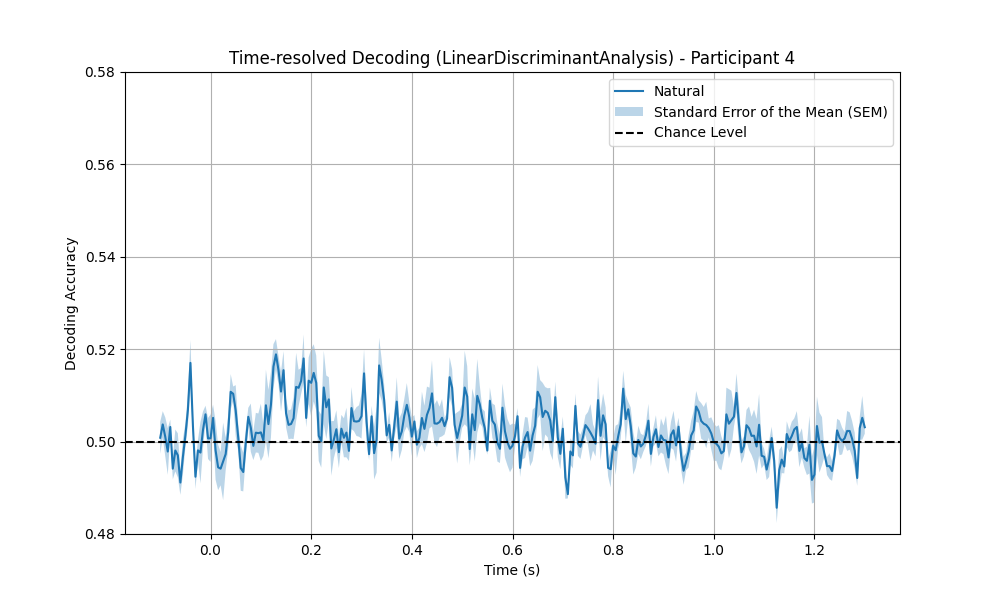 Time-resolved Decoding (LinearDiscriminantAnalysis) - Participant 4
0.58
0.56
0.54
0.52
0.50
0.48
Decoding Accuracy
Natural
Standard Error of the Mean (SEM)
Chance Level
0.0 0.2 0.4 0.6 0.8 1.0 1.2
Time (s)